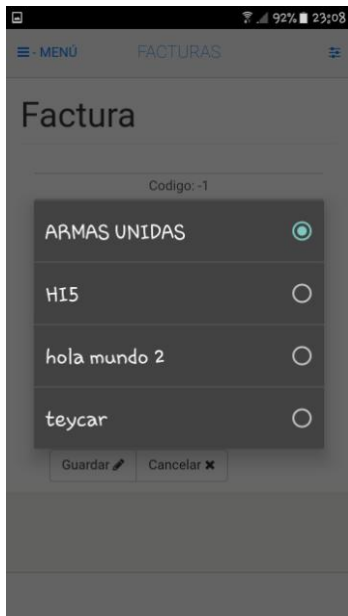 92% 23:08
- MENÚ FACTURAS
Factura
Codigo: -1
ARMAS UNIDAS
HI5
hola mundo 2
teycar
Guardar Cancelar